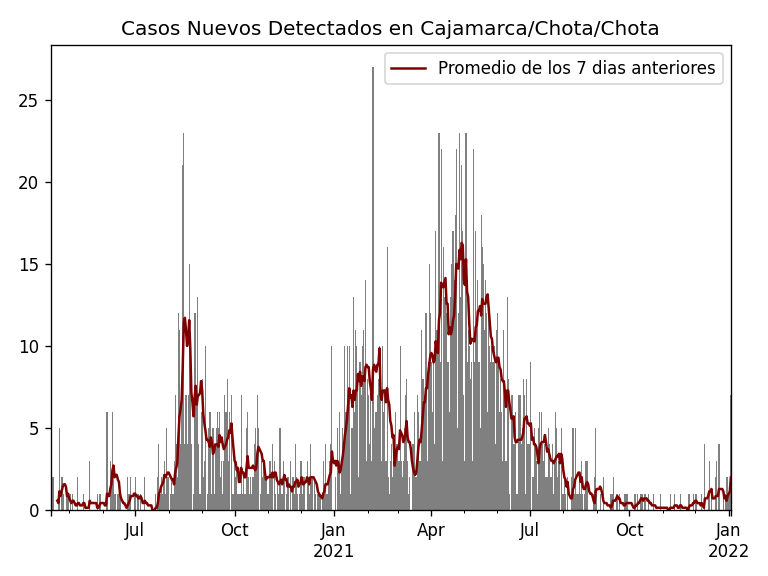 Casos Nuevos Detectados en Cajamarca/Chota/Chota
Promedio de los 7 dias anteriores
25
20
15
10
5
0
Jul
Oct
Jan
2021
Apr
Jul
Oct
Jan
2022